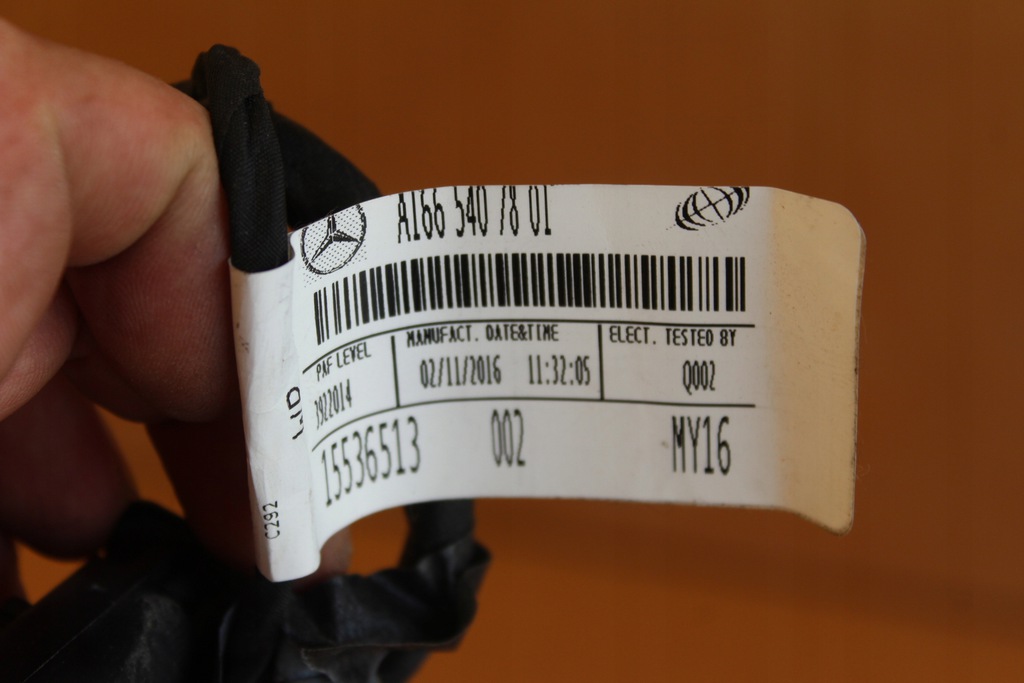 A166 540 78 01
PAF LEVEL
3922014
MANUFACT. DATE&TIME
02/11/2016 11:32:05
ELECT. TESTED BY
Q002
15536513 002 MY16
C292